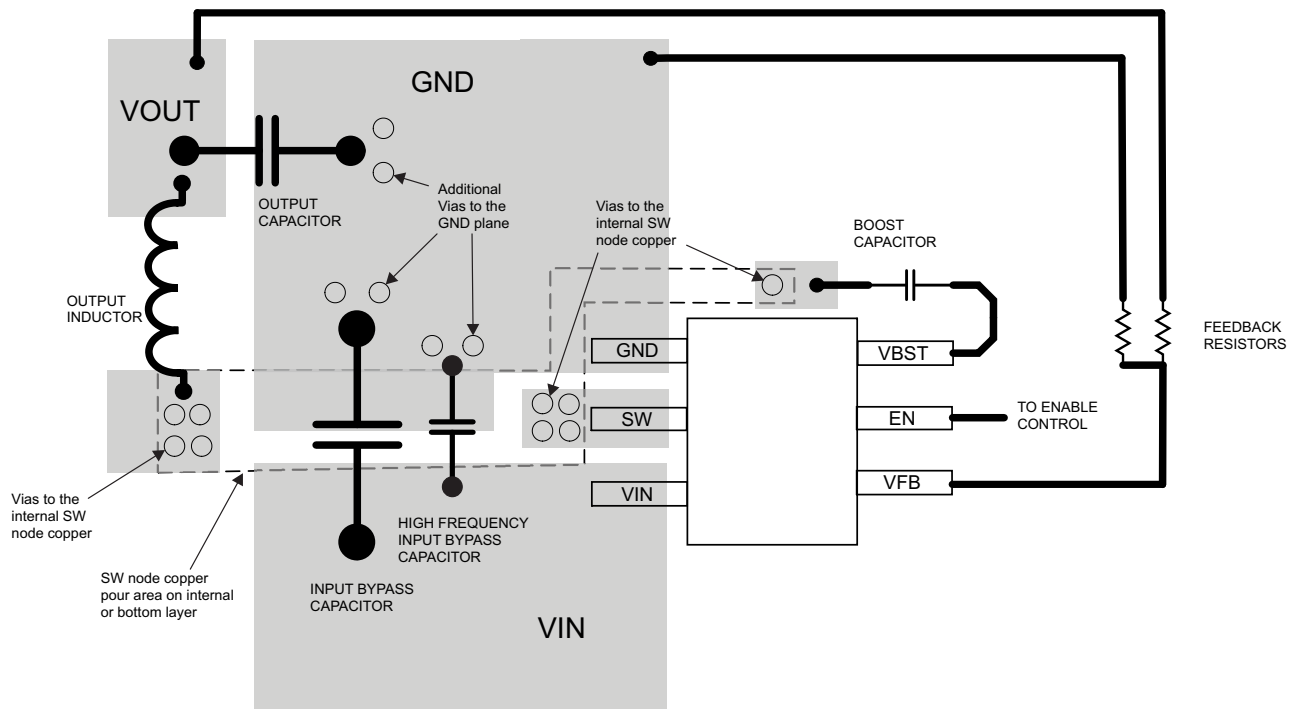 GND
VOUT
OUTPUT
CAPACITOR
Additional
Vias to the
GND plane
Vias to the
internal SW
node copper
BOOST
CAPACITOR
OUTPUT
INDUCTOR
FEEDBACK
RESISTORS
GND
VBST
SW
EN
TO ENABLE
CONTROL
VIN
VFB
Vias to the
internal SW
node copper
HIGH FREQUENCY
INPUT BYPASS
CAPACITOR
SW node copper
pour area on internal
or bottom layer
INPUT BYPASS
CAPACITOR
VIN